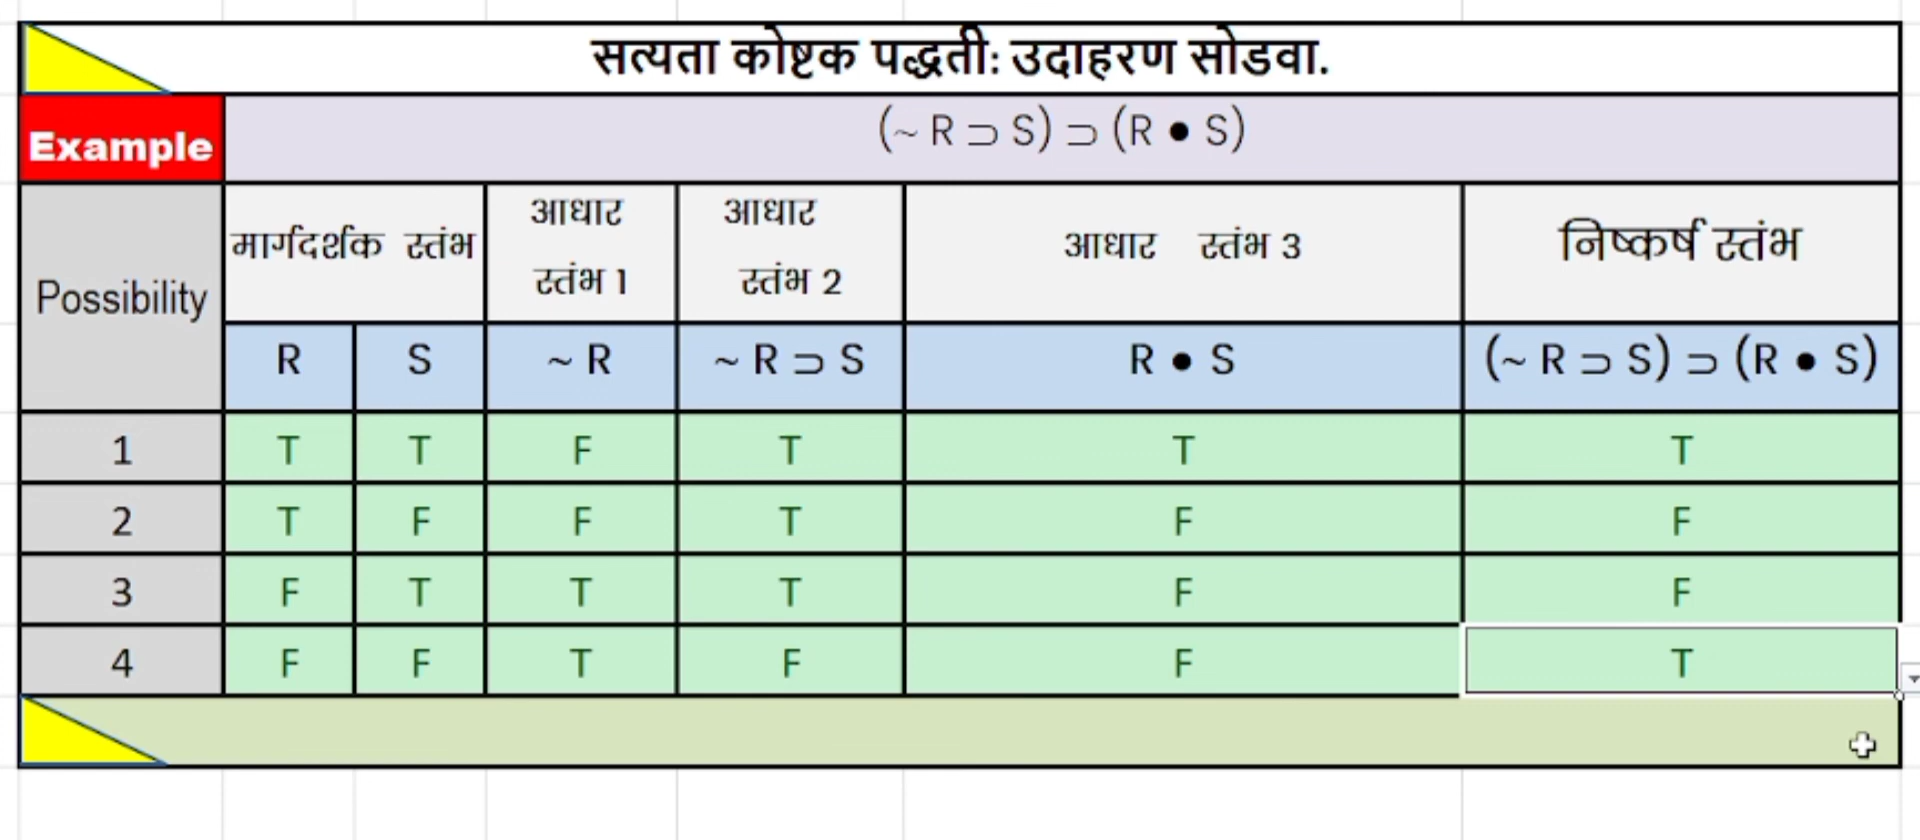 सत्यता कोष्टक पद्धती: उदाहरण सोडवा.
Example (~ R ⊃ S) ⊃ (R ● S)
Possibility मार्गदर्शक स्तंभ आधार स्तंभ 1 आधार स्तंभ 2 आधार स्तंभ 3 निष्कर्ष स्तंभ
R S ~ R ~ R ⊃ S R ● S (~ R ⊃ S) ⊃ (R ● S)
1 T T F T T T
2 T F F T F F
3 F T T T F F
4 F F T F F T